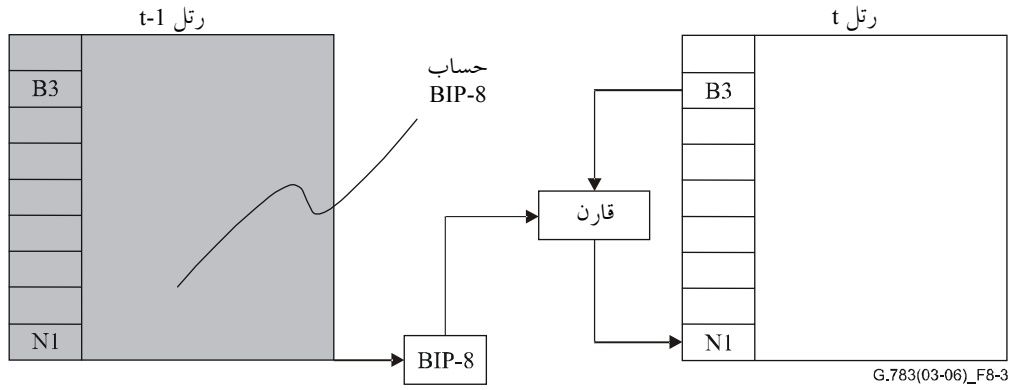 رتل t-1
رتل t
B3
حساب
BIP-8
B3
قارن
N1
BIP-8
N1
G.783(03-06)_F8-3